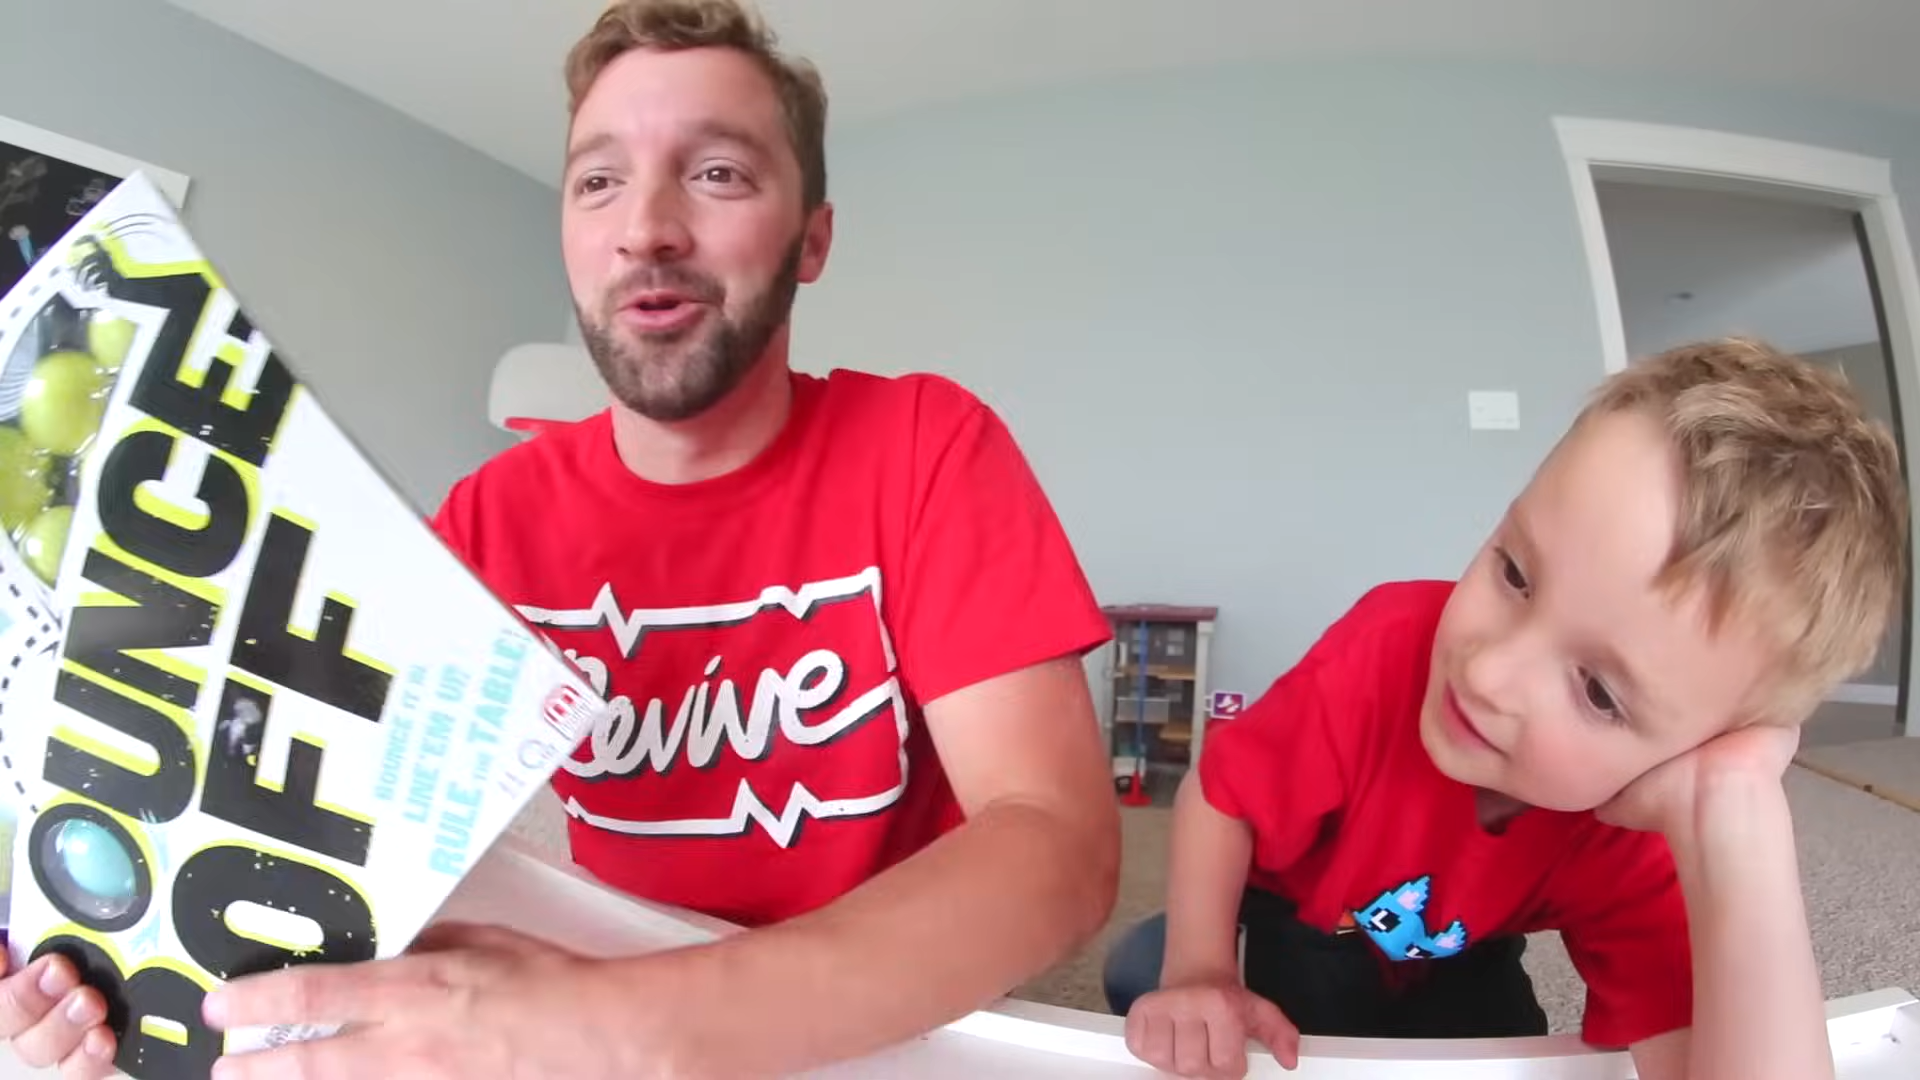 BOUNCE
OFF
BOUNCE IT IN
LINE 'EM UP,
RULE THE TABLE!
Revive